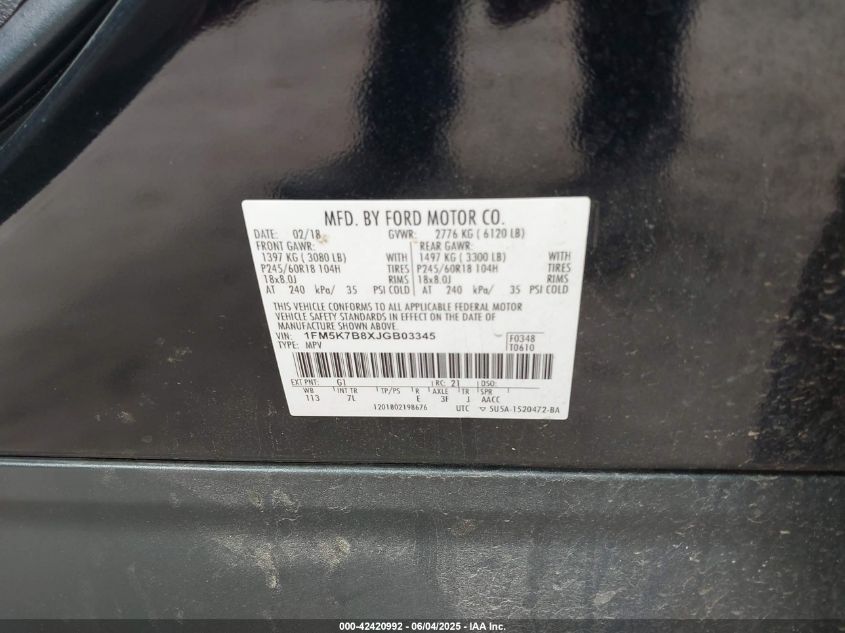 MFD. BY FORD MOTOR CO.
DATE: 02/18 GVWR: 2776 KG ( 6120 LB)
FRONT GAWR: REAR GAWR:
1397 KG ( 3080 LB) WITH 1497 KG ( 3300 LB) WITH
P245/60R18 104H TIRES P245/60R18 104H TIRES
18x8.0J RIMS 18x8.0J RIMS
AT 240 kPa/ 35 PSI COLD AT 240 kPa/ 35 PSI COLD
THIS VEHICLE CONFORMS TO ALL APPLICABLE FEDERAL MOTOR
VEHICLE SAFETY STANDARDS IN EFFECT ON THE DATE OF
MANUFACTURE SHOWN ABOVE.
VIN: 1FM5K7B8XJGB03345 F0348
TYPE: MPV T0610
EXT PNT: G1 RC: 21 DSO:
WB INT TR TP/PS R AXLE TR SPR
113 7L E 3F J AACC
1201802198676 UTC ▽ 5U5A-1520472-BA
000-42420992 - 06/04/2025 - IAA Inc.